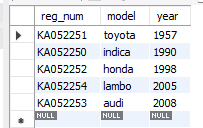 reg_num model year
KA052251 toyota 1957
KA052250 indica 1990
KA052252 honda 1998
KA052254 lambo 2005
KA052253 audi 2008
NULL NULL NULL